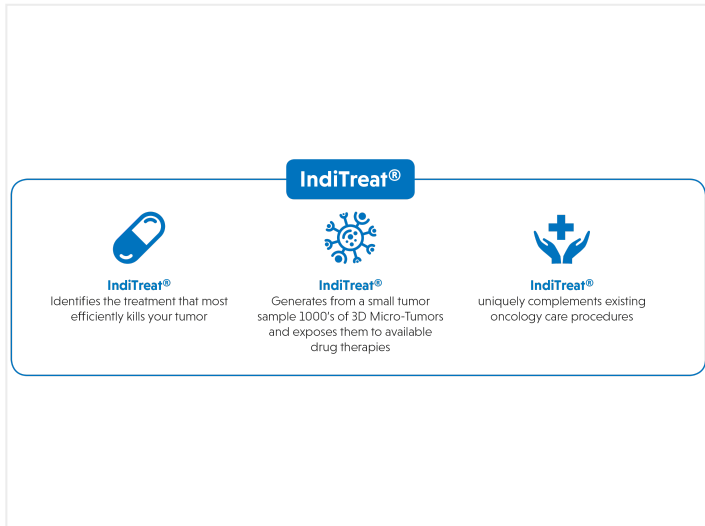 IndiTreat®
IndiTreat®
Identifies the treatment that most
efficiently kills your tumor
IndiTreat®
Generates from a small tumor
sample 1000's of 3D Micro-Tumors
and exposes them to available
drug therapies
IndiTreat®
uniquely complements existing
oncology care procedures